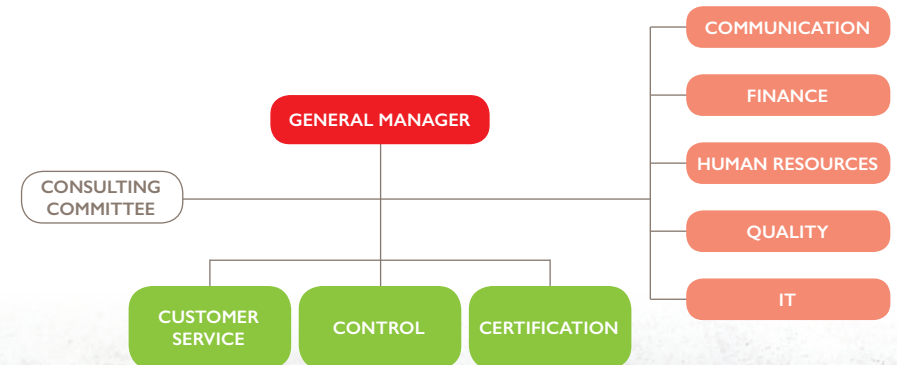 COMMUNICATION
FINANCE
GENERAL MANAGER
HUMAN RESOURCES
CONSULTING
COMMITTEE
QUALITY
IT
CUSTOMER
SERVICE
CONTROL
CERTIFICATION